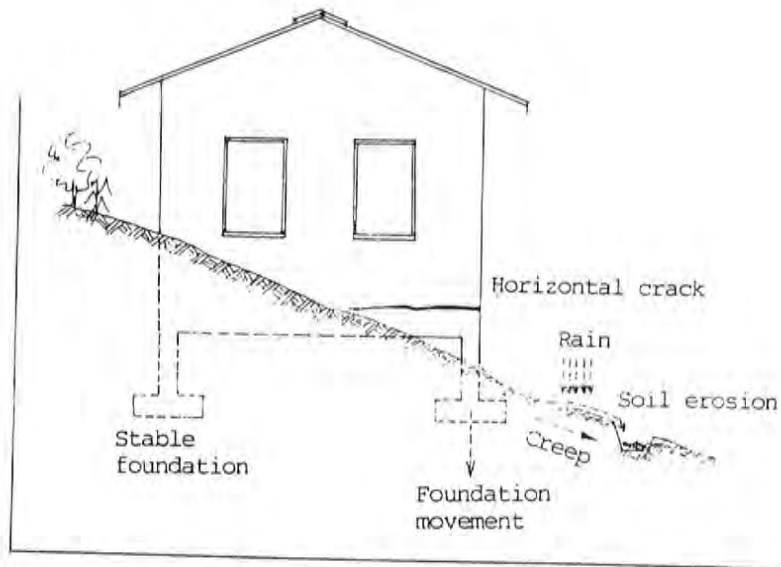 Horizontal crack
Rain
Soil erosion
Creep
Stable
foundation
Foundation
movement